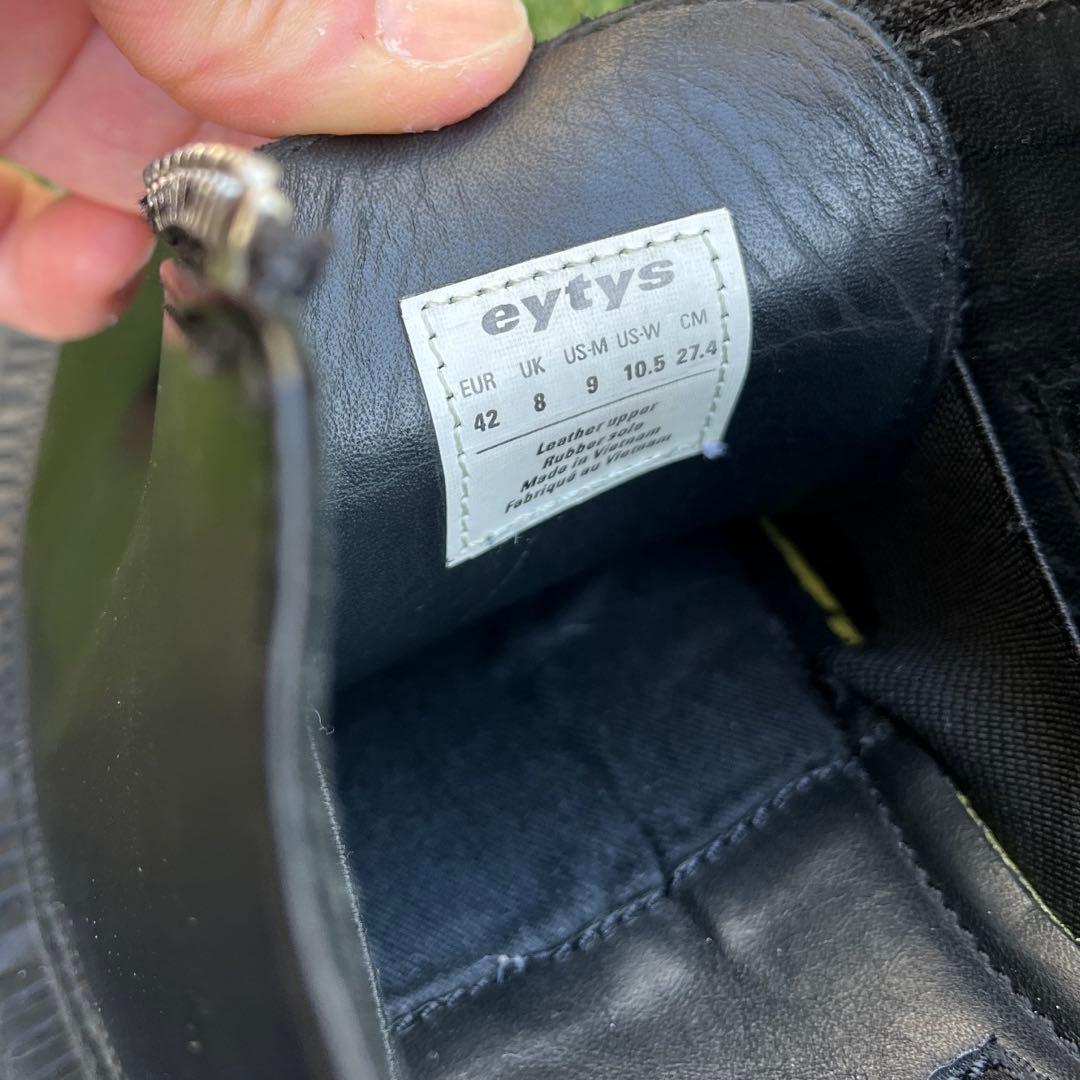 eytys
EUR UK US-M US-W CM
42 8 9 10.5 27.4
Leather upper
Rubber sole
Made in Vietnam
Fabriqué au Vietnam